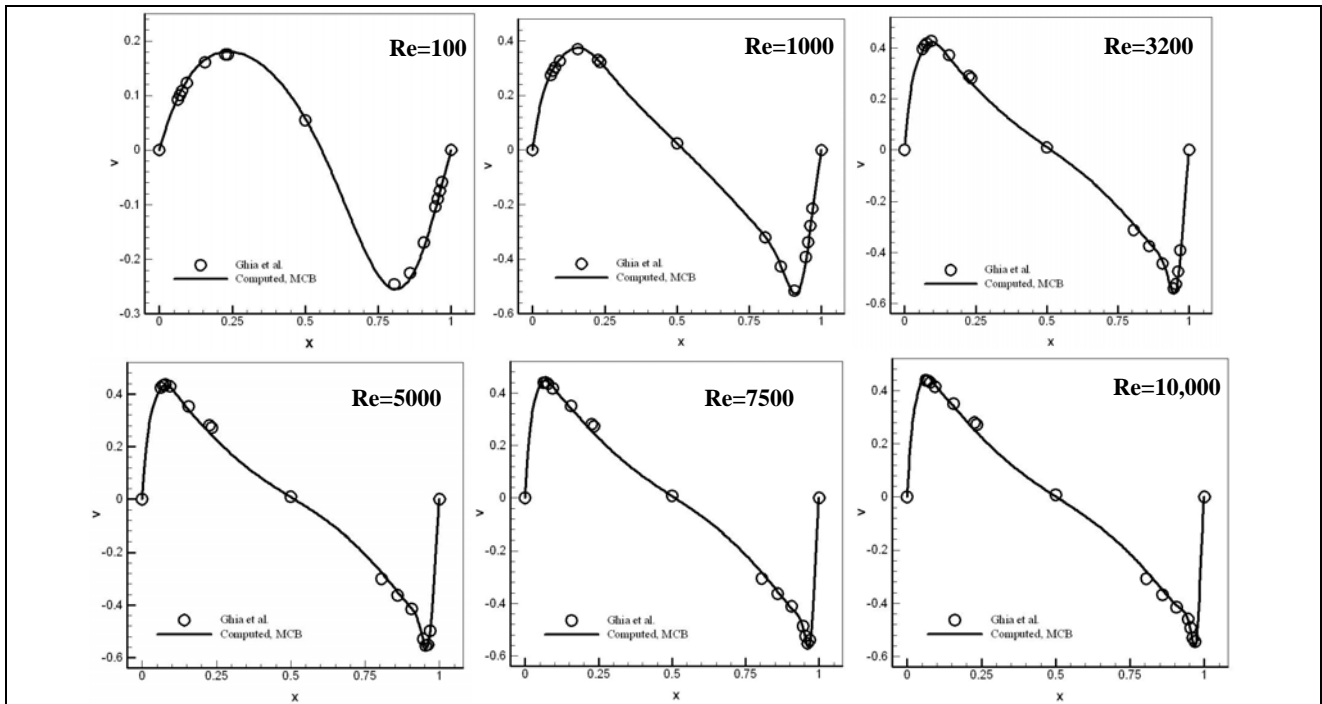 Re=100
0.2
0.1
0
-0.1
-0.2
-0.3
v
Ghia et al.
Computed, MCB
0 0.25 0.5 0.75 1
x
Re=1000
0.4
0.2
0
-0.2
-0.4
-0.6
v
Ghia et al.
Computed, MCB
0 0.25 0.5 0.75 1
x
Re=3200
0.4
0.2
0
-0.2
-0.4
-0.6
v
Ghia et al.
Computed, MCB
0 0.25 0.5 0.75 1
x
Re=5000
0.4
0.2
0
-0.2
-0.4
-0.6
v
Ghia et al.
Computed, MCB
0 0.25 0.5 0.75 1
x
Re=7500
0.4
0.2
0
-0.2
-0.4
-0.6
v
Ghia et al.
Computed, MCB
0 0.25 0.5 0.75 1
x
Re=10,000
0.4
0.2
0
-0.2
-0.4
-0.6
v
Ghia et al.
Computed, MCB
0 0.25 0.5 0.75 1
x